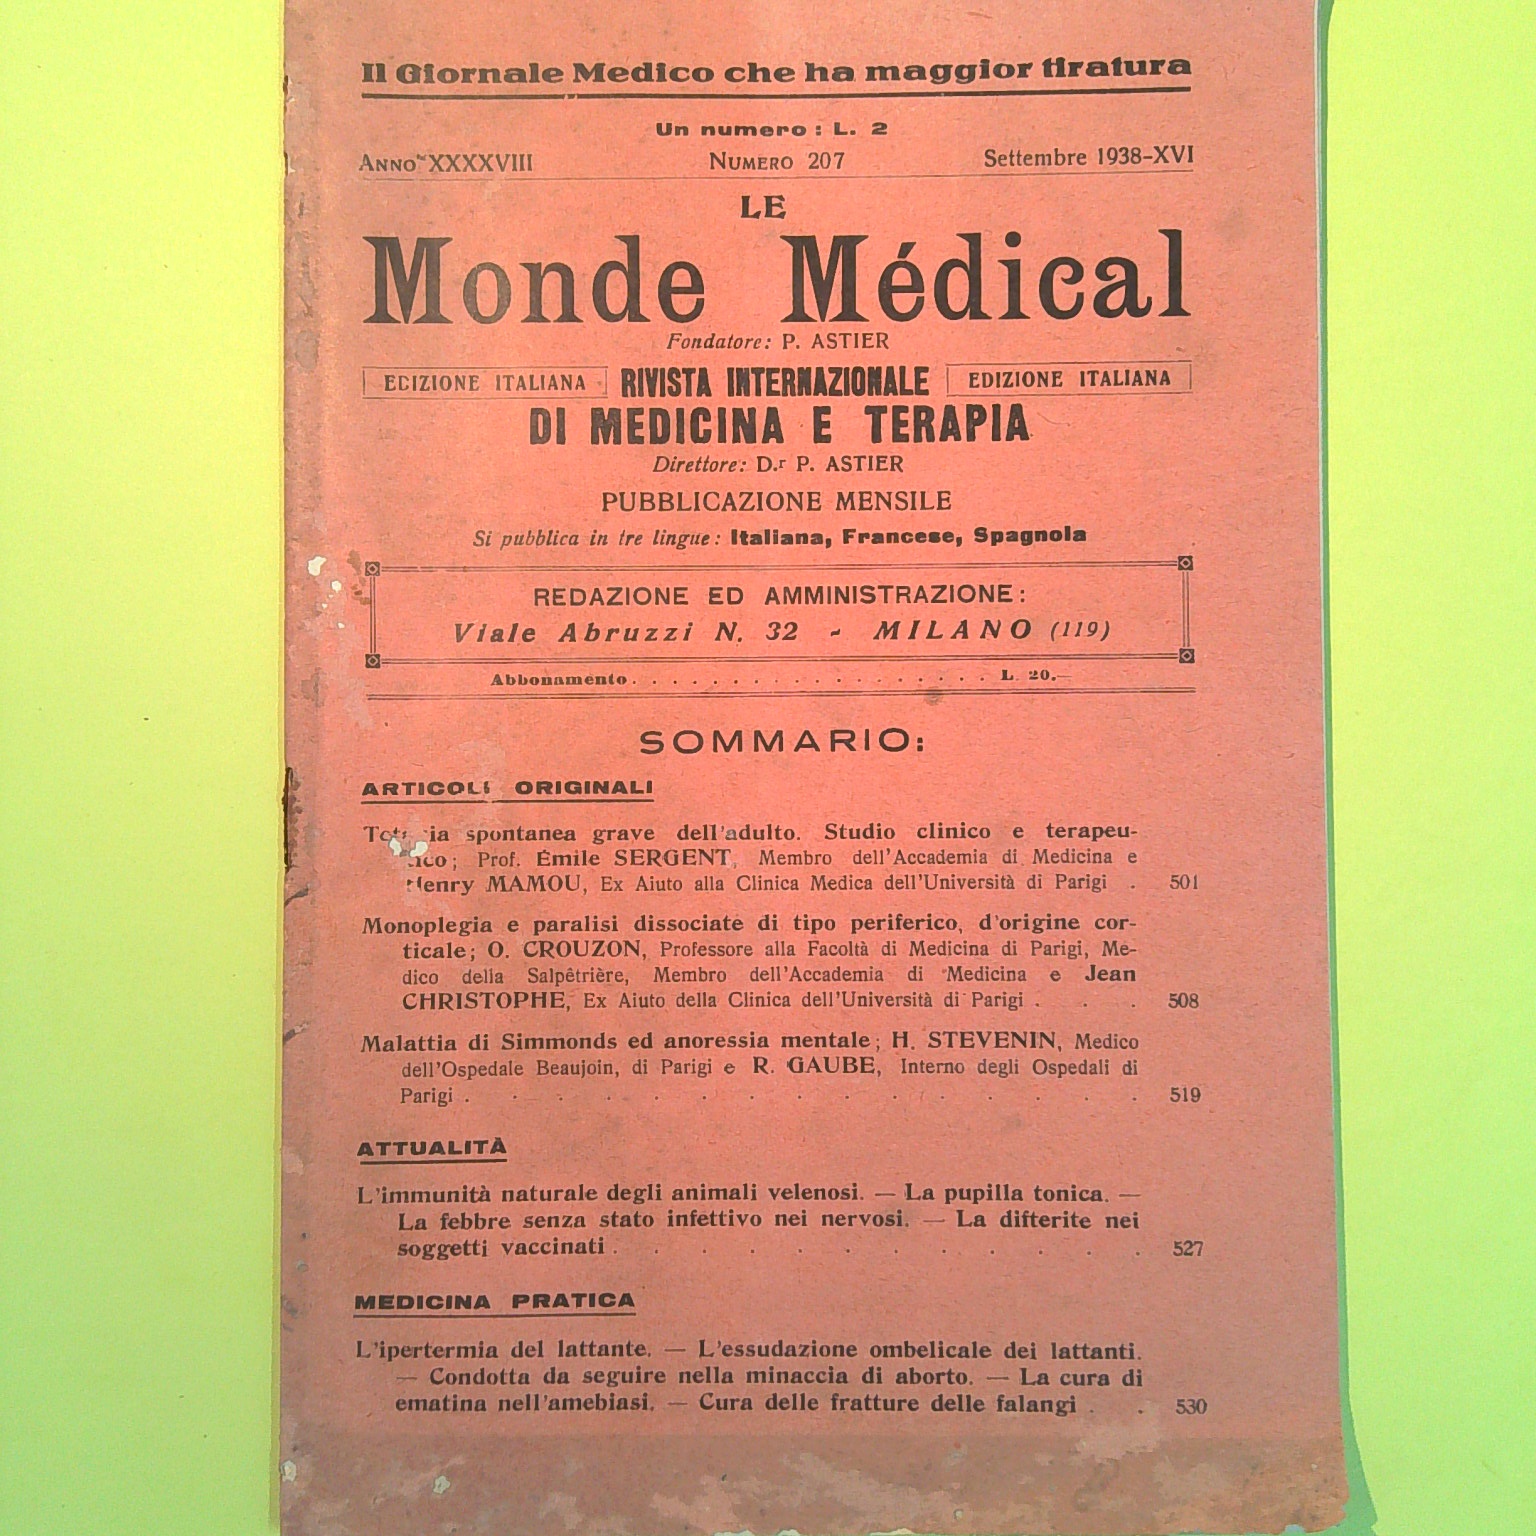 Il Giornale Medico che ha maggior tiratura
Un numero: L. 2
ANNO XXXXVIII NUMERO 207 Settembre 1938-XVI
LE
Monde Médical
Fondatore: P. ASTIER
EDIZIONE ITALIANA RIVISTA INTERNAZIONALE EDIZIONE ITALIANA
DI MEDICINA E TERAPIA
Direttore: D.r P. ASTIER
PUBBLICAZIONE MENSILE
Si pubblica in tre lingue: Italiana, Francese, Spagnola
REDAZIONE ED AMMINISTRAZIONE:
Viale Abruzzi N. 32 - MILANO (119)
Abbonamento . . . . . . . . . . . . . . . . . . L. 20.—
SOMMARIO:
ARTICOLI ORIGINALI
spontanea grave dell'adulto. Studio clinico e terapeu-
Prof. Émile SERGENT, Membro dell'Accademia di Medicina e
Henry MAMOU, Ex Aiuto alla Clinica Medica dell'Università di Parigi . 501
Monoplegia e paralisi dissociate di tipo periferico, d'origine cor-
ticale; O. CROUZON, Professore alla Facoltà di Medicina di Parigi, Me-
dico della Salpêtrière, Membro dell'Accademia di Medicina e Jean
CHRISTOPHE, Ex Aiuto della Clinica dell'Università di Parigi . . . 508
Malattia di Simmonds ed anoressia mentale; H. STEVENIN, Medico
dell'Ospedale Beaujoin, di Parigi e R. GAUBE, Interno degli Ospedali di
Parigi . . . . . . . . . . . . . . . 519
ATTUALITÀ
L'immunità naturale degli animali velenosi. — La pupilla tonica. —
La febbre senza stato infettivo nei nervosi. — La difterite nei
soggetti vaccinati . . . . . . . . . . . . 527
MEDICINA PRATICA
L'ipertermia del lattante. — L'essudazione ombelicale dei lattanti.
— Condotta da seguire nella minaccia di aborto. — La cura di
ematina nell'amebiasi. — Cura delle fratture delle falangi . . 530